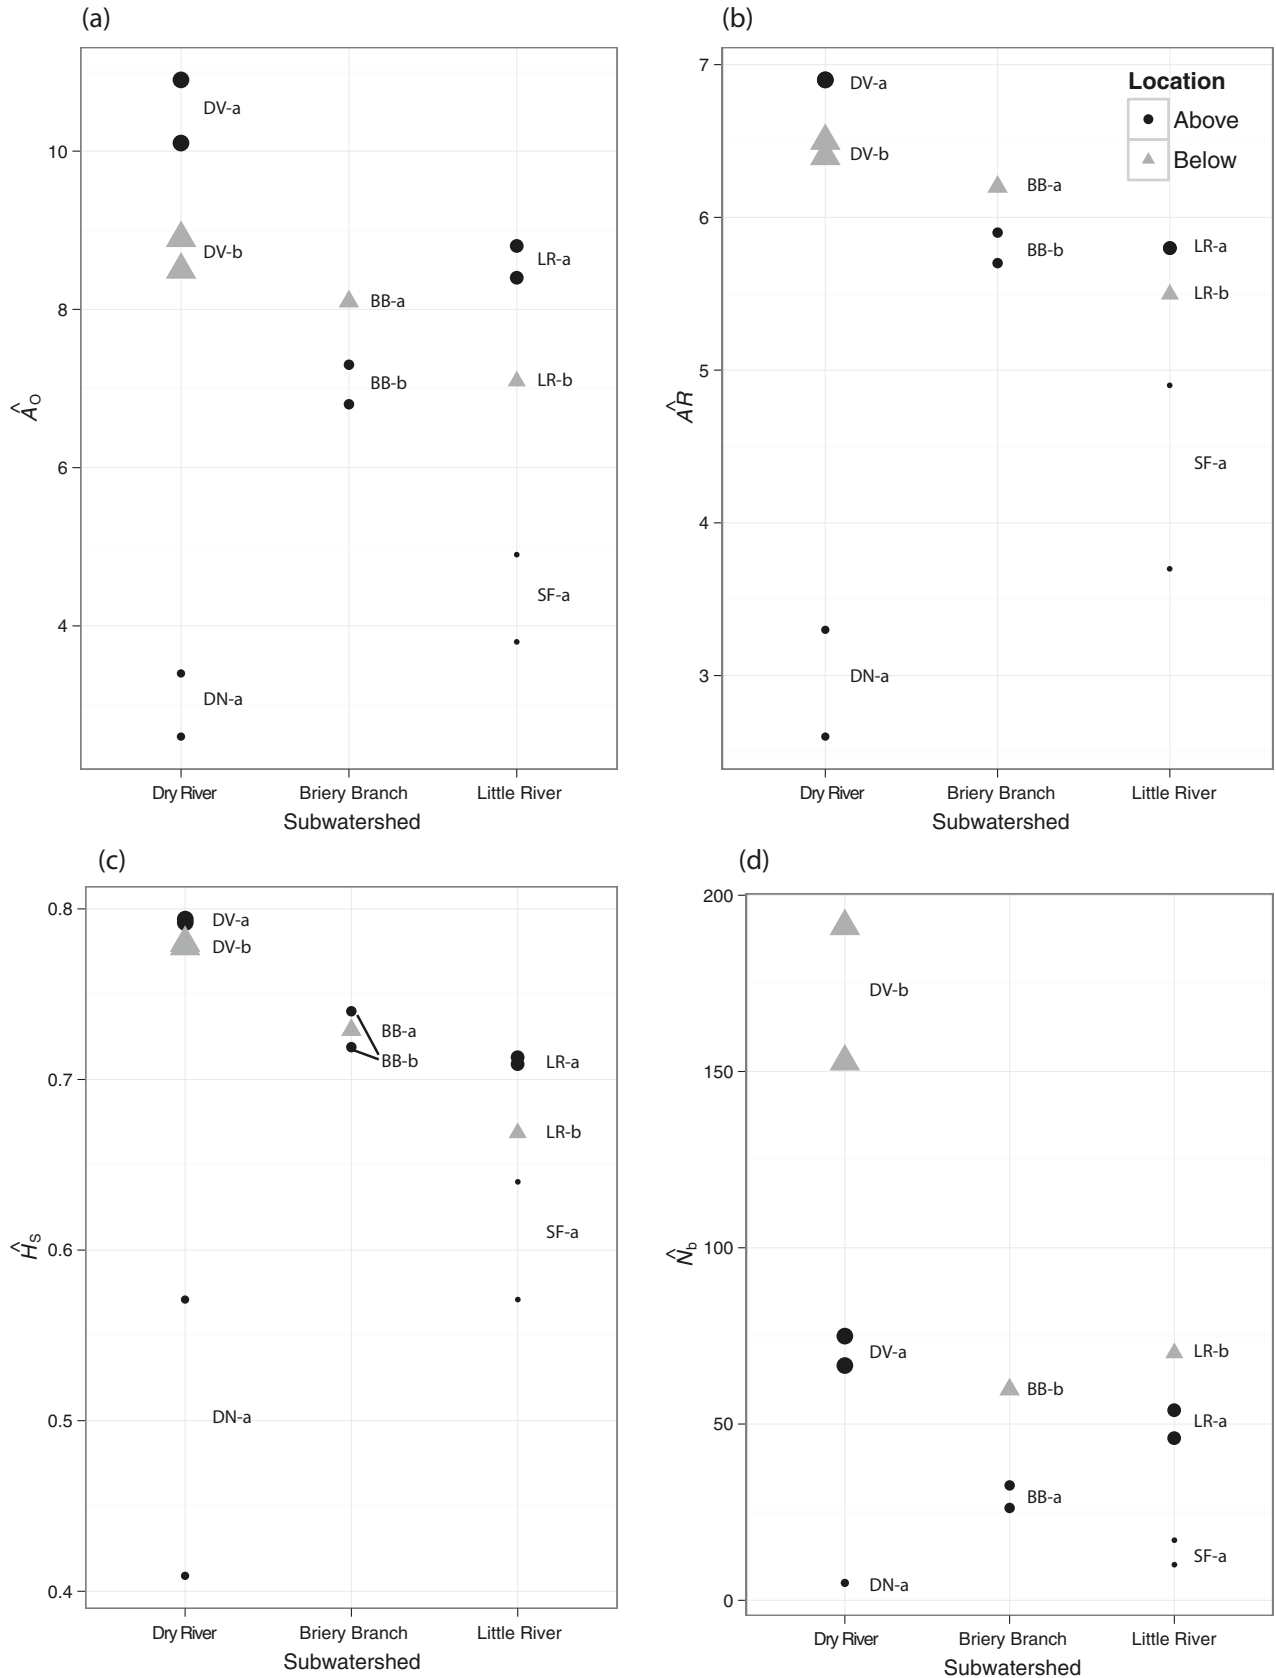 (a)
10
8
6
4
ÂO
DV-a
DV-b
BB-a
BB-b
LR-a
LR-b
SF-a
DN-a
Dry River
Briery Branch
Little River
Subwatershed
(b)
7
6
5
4
3
ÂR
Location
Above
Below
DV-a
DV-b
BB-a
BB-b
LR-a
LR-b
SF-a
DN-a
Dry River
Briery Branch
Little River
Subwatershed
(c)
0.8
0.7
0.6
0.5
0.4
ĤS
DV-a
DV-b
BB-a
BB-b
LR-a
LR-b
SF-a
DN-a
Dry River
Briery Branch
Little River
Subwatershed
(d)
200
150
100
50
0
N̂b
DV-b
DV-a
LR-b
BB-b
LR-a
BB-a
SF-a
DN-a
Dry River
Briery Branch
Little River
Subwatershed